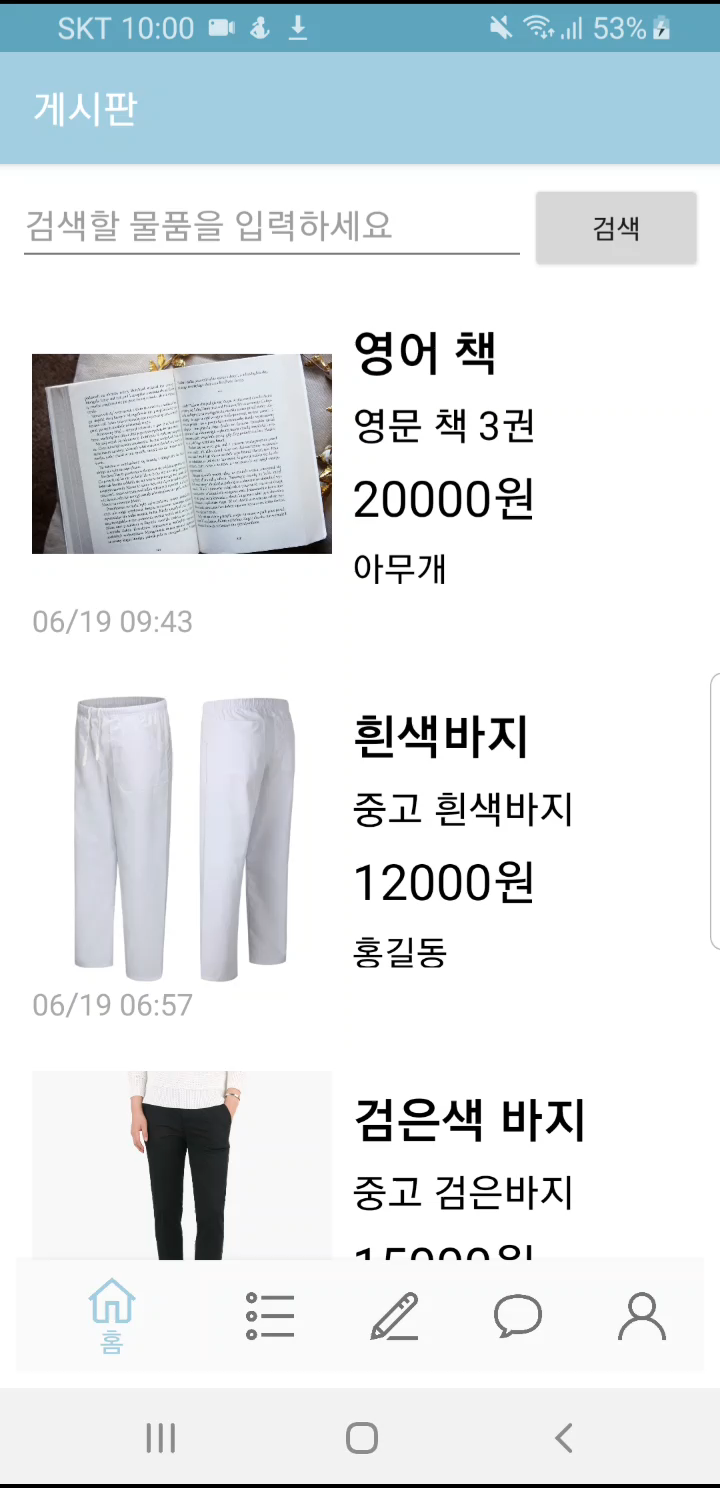 SKT 10:00 53%
게시판
검색할 물품을 입력하세요 검색
영어 책
영문 책 3권
20000원
아무개
06/19 09:43
흰색바지
중고 흰색바지
12000원
홍길동
06/19 06:57
검은색 바지
중고 검은바지
홈